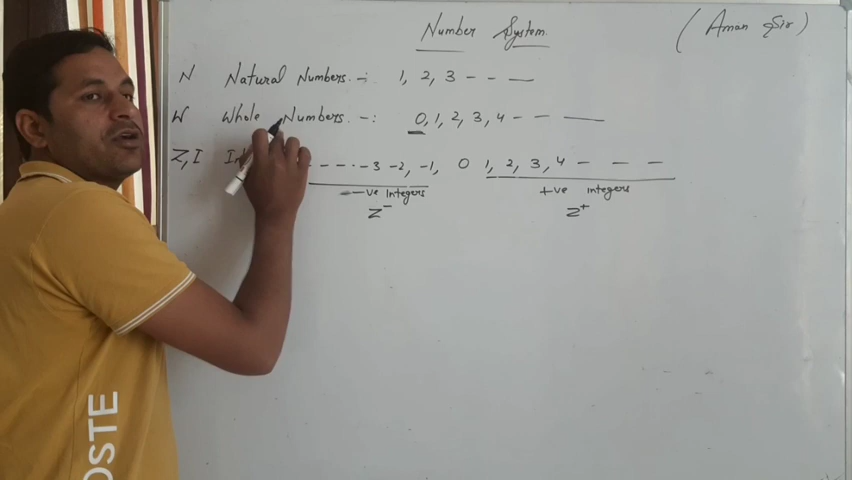 Number System
( Aman Sir )
N Natural Numbers -: 1, 2, 3 - - —
W Whole Numbers -: 0, 1, 2, 3, 4 - - —
Z, I - - - - -3 -2, -1, 0 1, 2, 3, 4 - - -
-ve integers +ve integers
Z⁻ Z⁺
OSTE